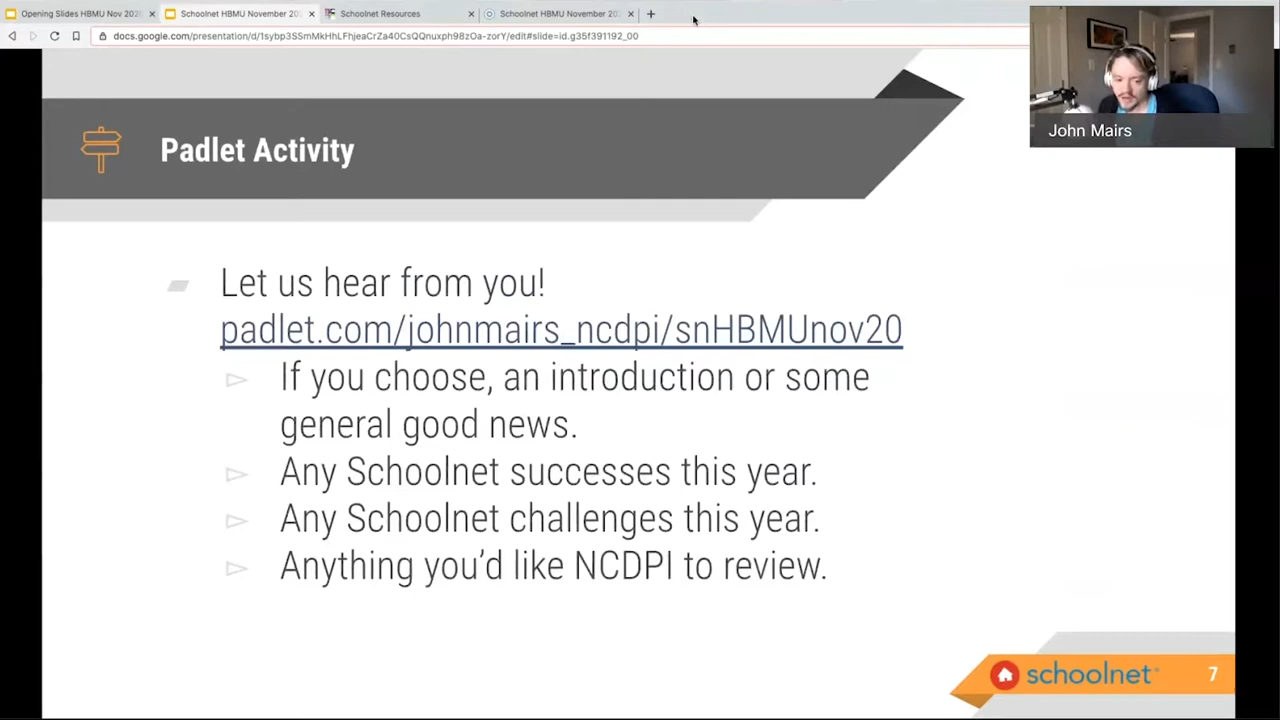 Opening Slides HBMU Nov 202
Schoolnet HBMU November 20
Schoolnet Resources
Schoolnet HBMU November 20
docs.google.com/presentation/d/1sybp3SSmMkHhLFhjeaCrZa40CsQQnuxph98zOa-zorY/edit#slide=id.g35f391192_00
John Mairs
Padlet Activity
Let us hear from you!
padlet.com/johnmairs_ncdpi/snHBMUnov20
If you choose, an introduction or some
general good news.
Any Schoolnet successes this year.
Any Schoolnet challenges this year.
Anything you’d like NCDPI to review.
schoolnet
7